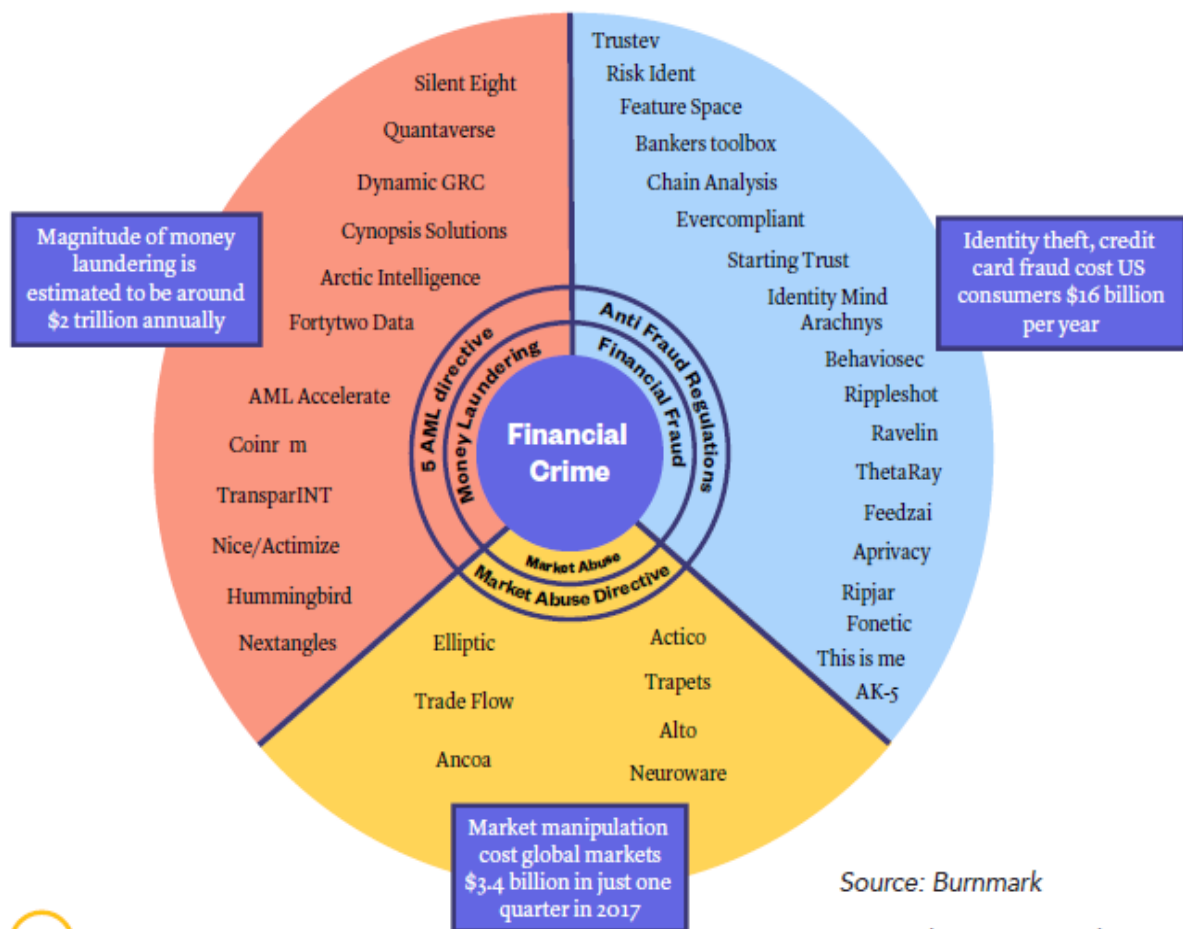 Silent Eight
Quantaverse
Dynamic GRC
Cynopsis Solutions
Arctic Intelligence
Fortytwo Data
AML Accelerate
Coinr m
TransparINT
Nice/Actimize
Hummingbird
Nextangles
Magnitude of money
laundering is
estimated to be around
$2 trillion annually
Trustev
Risk Ident
Feature Space
Bankers toolbox
Chain Analysis
Evercompliant
Starting Trust
Identity Mind
Arachnys
Behaviosec
Rippleshot
Ravelin
ThetaRay
Feedzai
Aprivacy
Ripjar
Fonetic
This is me
AK-5
Identity theft, credit
card fraud cost US
consumers $16 billion
per year
5 AML directive
Money Laundering
Anti Fraud Regulations
Financial Fraud
Financial
Crime
Market Abuse
Market Abuse Directive
Elliptic
Trade Flow
Ancoa
Actico
Trapets
Alto
Neuroware
Market manipulation
cost global markets
$3.4 billion in just one
quarter in 2017
Source: Burnmark